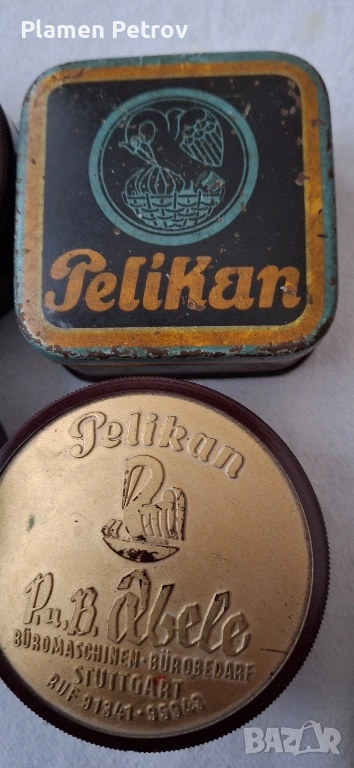 Plamen Petrov
Pelikan
Pelikan
P.u.B. Abele
BÜROMASCHINEN·BÜROBEDARF
STUTTGART
RUF 91341-95943
BAZAR